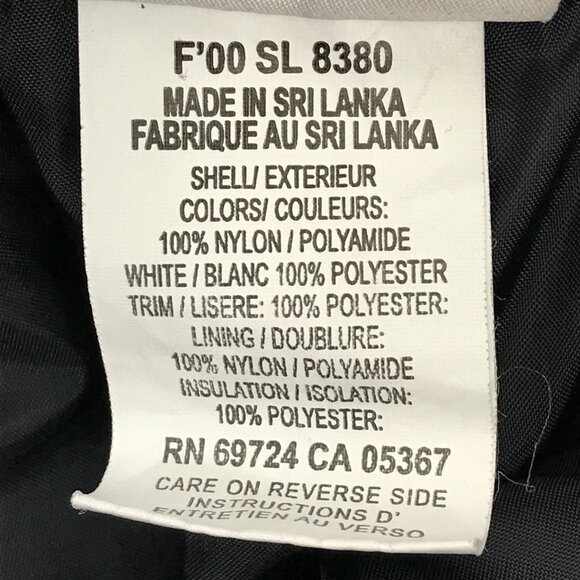 F'00 SL 8380
MADE IN SRI LANKA
FABRIQUE AU SRI LANKA
SHELL/ EXTERIEUR
COLORS/ COULEURS:
100% NYLON / POLYAMIDE
WHITE / BLANC 100% POLYESTER
TRIM / LISERE: 100% POLYESTER:
LINING / DOUBLURE:
100% NYLON / POLYAMIDE
INSULATION / ISOLATION:
100% POLYESTER:
RN 69724 CA 05367
CARE ON REVERSE SIDE
INSTRUCTIONS D'
ENTRETIEN AU VERSO